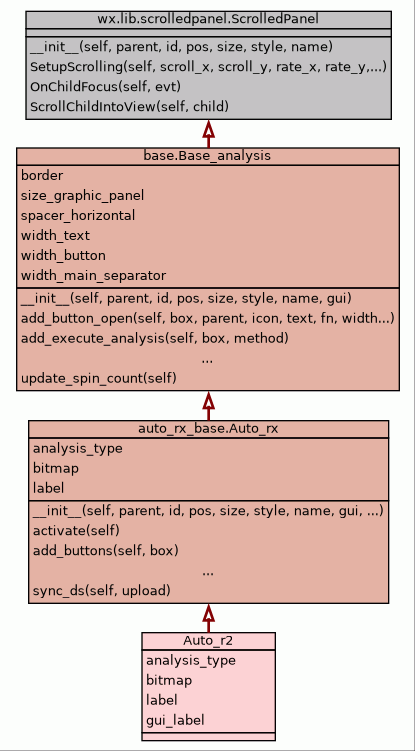 wx.lib.scrolledpanel.ScrolledPanel
__init__(self, parent, id, pos, size, style, name)
SetupScrolling(self, scroll_x, scroll_y, rate_x, rate_y,...)
OnChildFocus(self, evt)
ScrollChildIntoView(self, child)
base.Base_analysis
border
size_graphic_panel
spacer_horizontal
width_text
width_button
width_main_separator
__init__(self, parent, id, pos, size, style, name, gui)
add_button_open(self, box, parent, icon, text, fn, width...)
add_execute_analysis(self, box, method)
...
update_spin_count(self)
auto_rx_base.Auto_rx
analysis_type
bitmap
label
__init__(self, parent, id, pos, size, style, name, gui, ...)
activate(self)
add_buttons(self, box)
...
sync_ds(self, upload)
Auto_r2
analysis_type
bitmap
label
gui_label